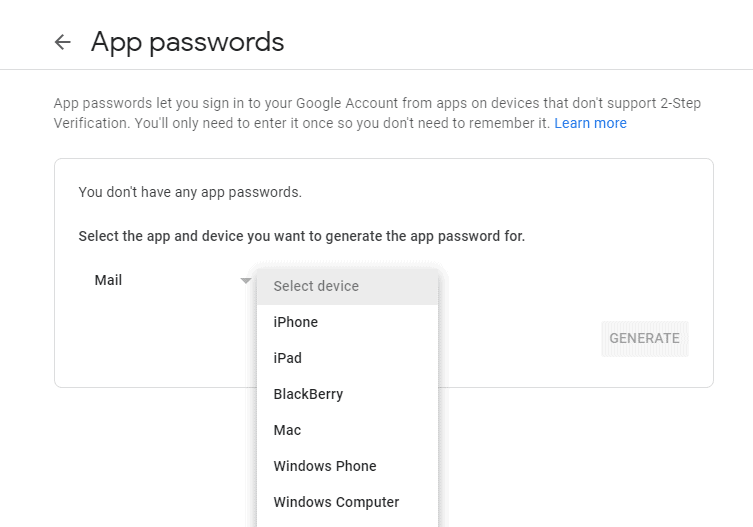 App passwords
App passwords let you sign in to your Google Account from apps on devices that don't support 2-Step
Verification. You'll only need to enter it once so you don't need to remember it. Learn more
You don't have any app passwords.
Select the app and device you want to generate the app password for.
Mail
Select device
iPhone
iPad
BlackBerry
Mac
Windows Phone
Windows Computer
GENERATE